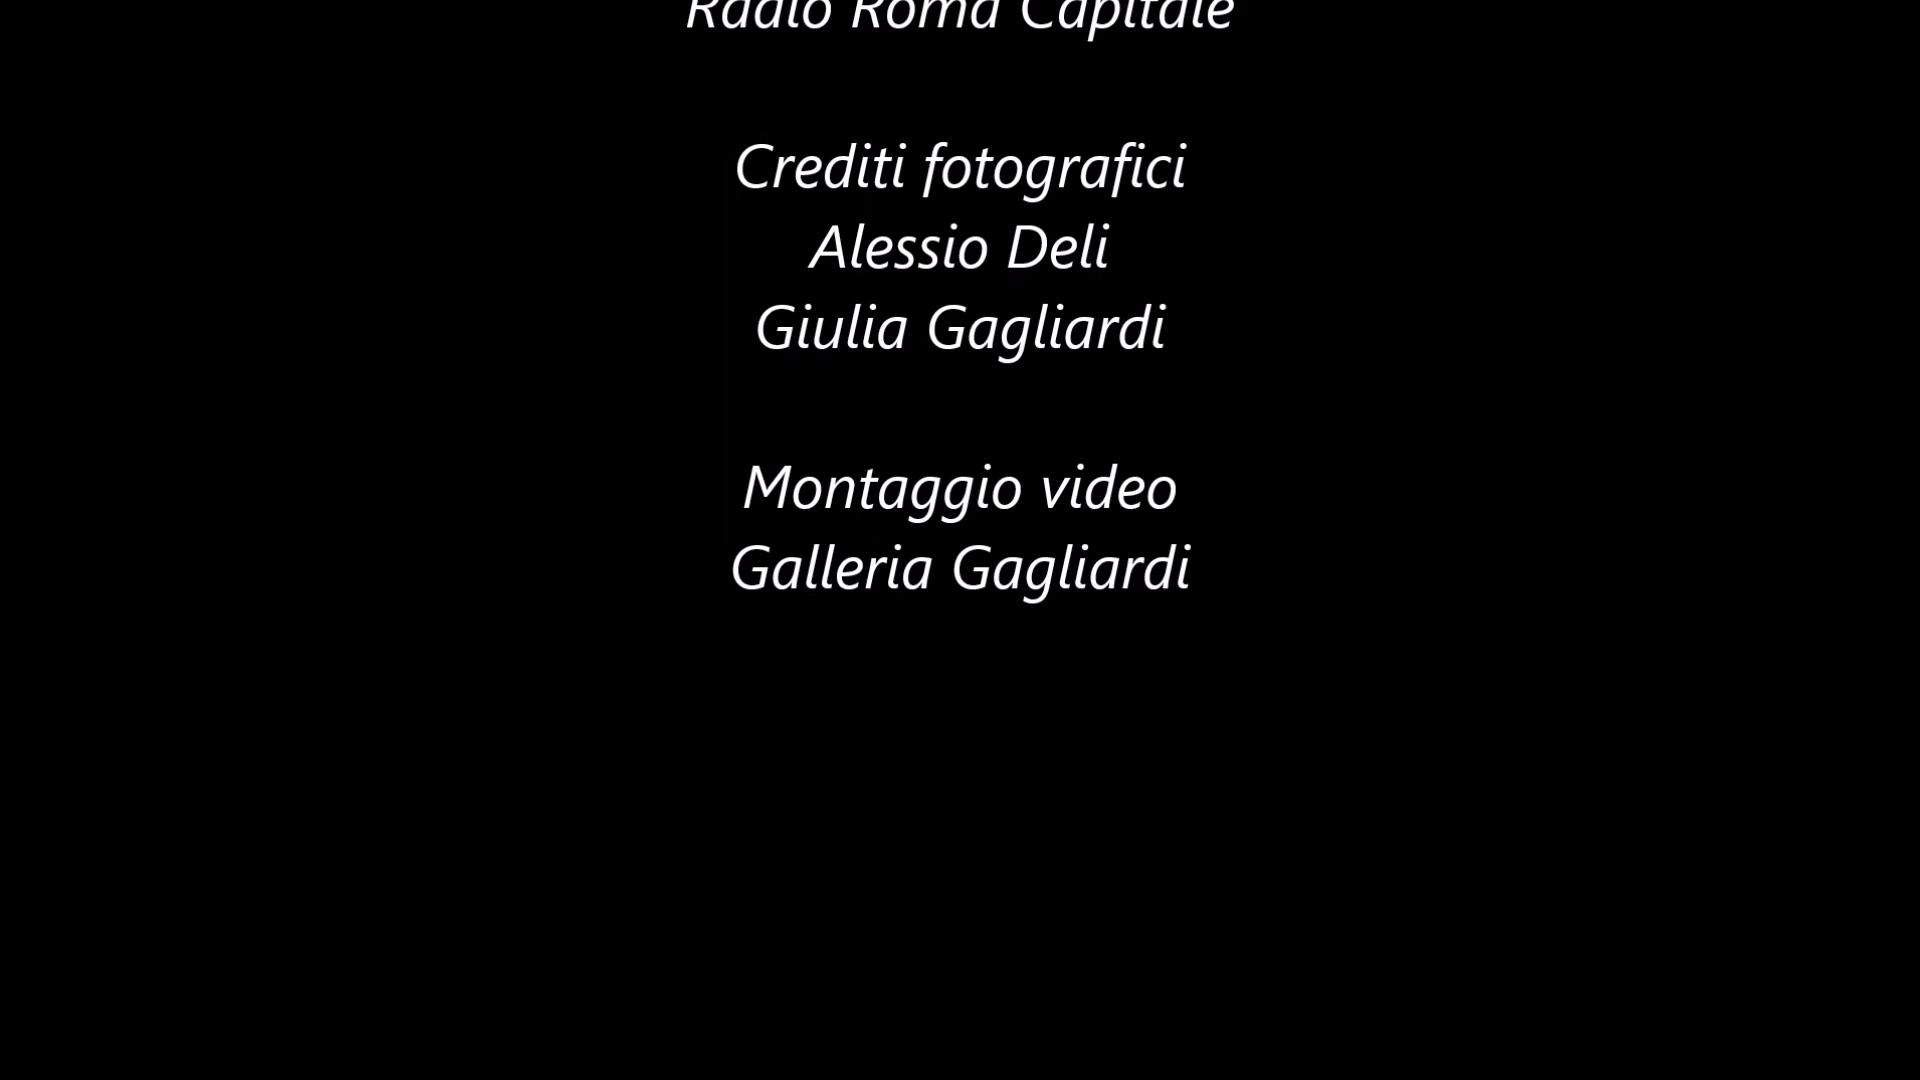 Radio Roma Capitale
Crediti fotografici
Alessio Deli
Giulia Gagliardi
Montaggio video
Galleria Gagliardi